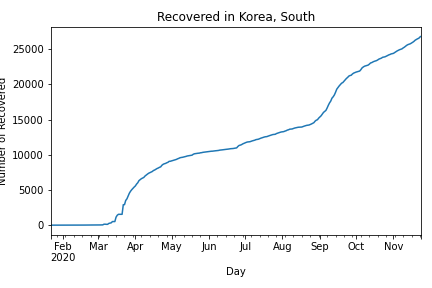 Recovered in Korea, South
Number of Recovered
25000
20000
15000
10000
5000
0
Feb Mar Apr May Jun Jul Aug Sep Oct Nov
2020
Day